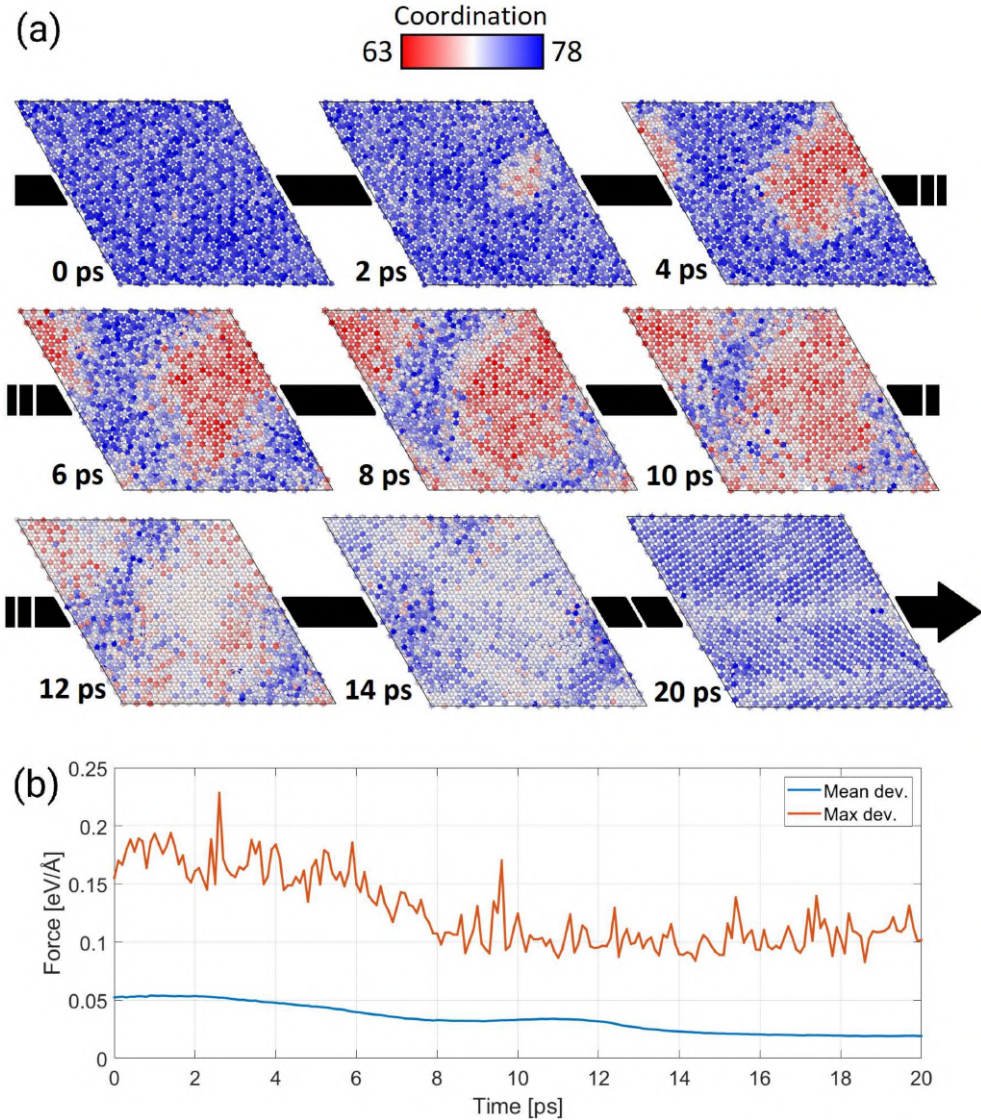 (a)
Coordination
63 78
0 ps 2 ps 4 ps
6 ps 8 ps 10 ps
12 ps 14 ps 20 ps
(b)
0.25
0.2
0.15
0.1
0.05
0
Force [eV/Å]
Mean dev.
Max dev.
0 2 4 6 8 10 12 14 16 18 20
Time [ps]